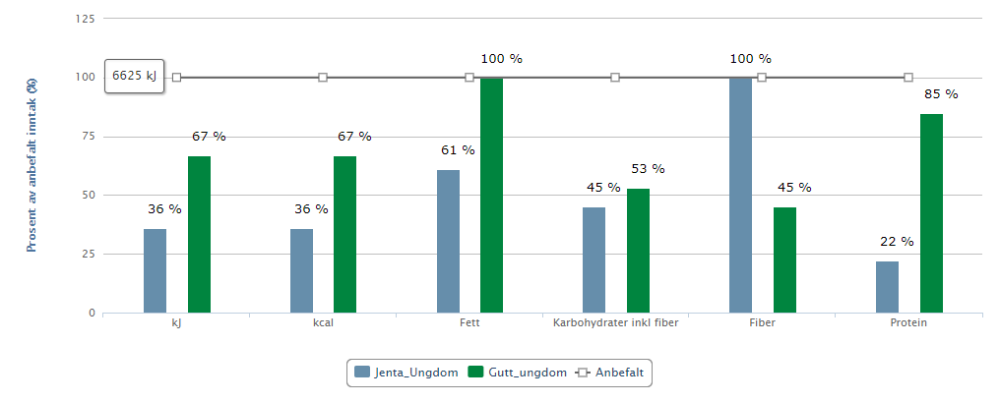 Prosent av anbefalt inntak (%)
125
100
75
50
25
0
6625 kJ
36 %
67 %
36 %
67 %
61 %
100 %
45 %
53 %
100 %
45 %
22 %
85 %
kJ
kcal
Fett
Karbohydrater inkl fiber
Fiber
Protein
Jenta_Ungdom
Gutt_ungdom
Anbefalt